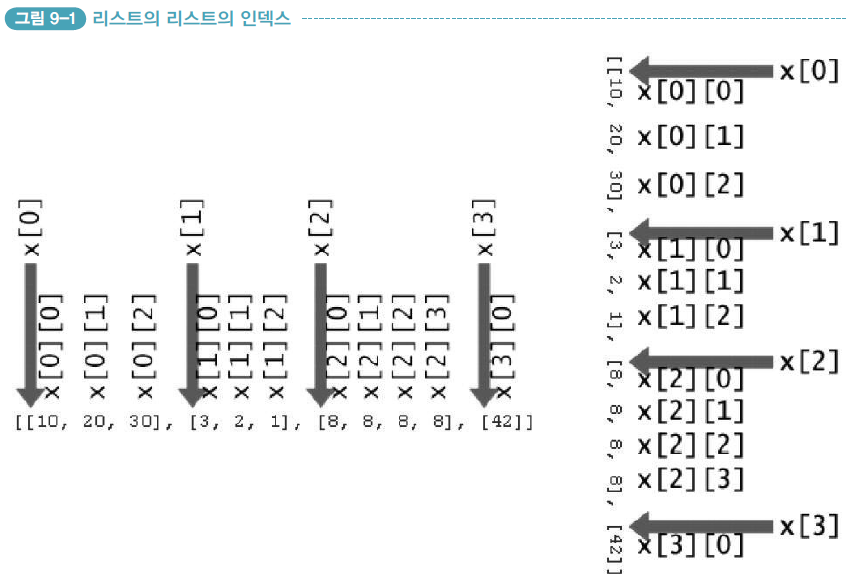 그림 9-1 리스트의 리스트의 인덱스
x[0] x[1] x[2] x[3]
x[0][0] x[0][1] x[0][2] x[1][0] x[1][1] x[1][2] x[2][0] x[2][1] x[2][2] x[2][3] x[3][0]
[[10, 20, 30], [3, 2, 1], [8, 8, 8, 8], [42]]
[[10, 20, 30], [3, 2, 1], [8, 8, 8, 8], [42]]
x[0]
x[0][0]
x[0][1]
x[0][2]
x[1]
x[1][0]
x[1][1]
x[1][2]
x[2]
x[2][0]
x[2][1]
x[2][2]
x[2][3]
x[3]
x[3][0]